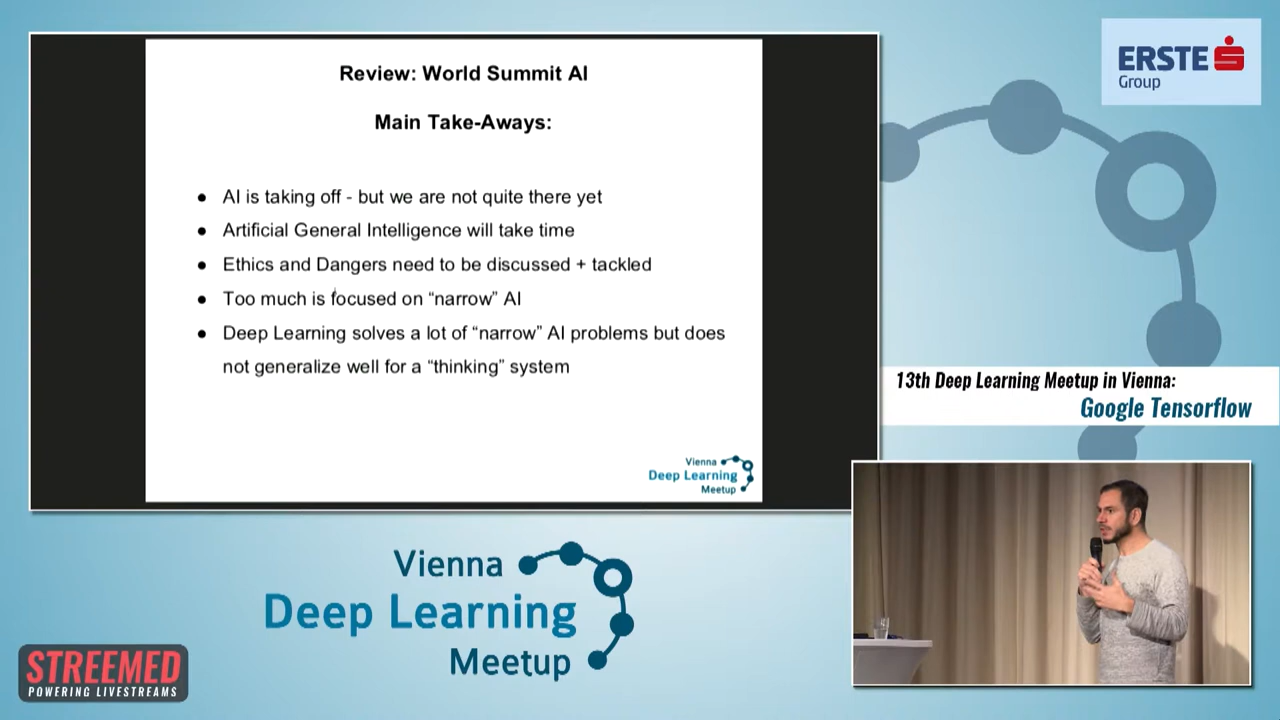 Review: World Summit AI
Main Take-Aways:
● AI is taking off - but we are not quite there yet
● Artificial General Intelligence will take time
● Ethics and Dangers need to be discussed + tackled
● Too much is focused on “narrow” AI
● Deep Learning solves a lot of “narrow” AI problems but does
not generalize well for a “thinking” system
Vienna
Deep Learning
Meetup
ERSTE
Group
13th Deep Learning Meetup in Vienna:
Google Tensorflow
Vienna
Deep Learning
Meetup
STREEMED
POWERING LIVESTREAMS